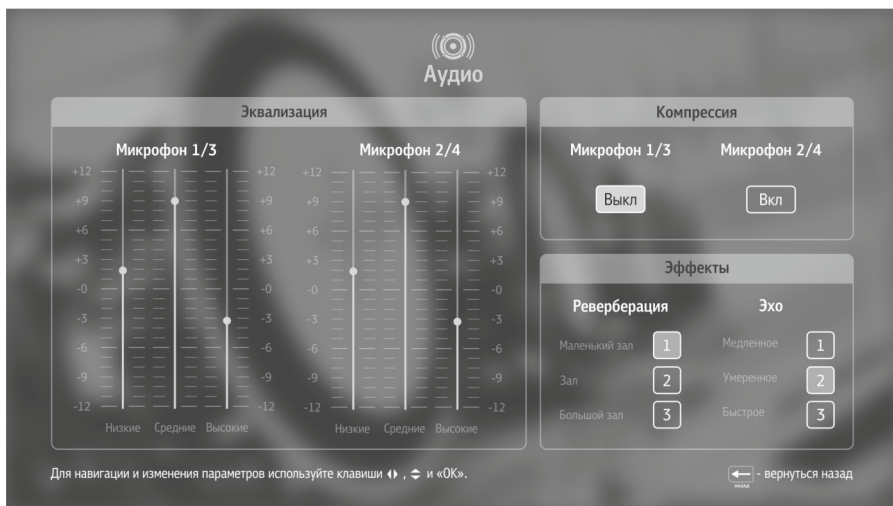 Аудио
Эквализация
Микрофон 1/3
+12 +12
+9 +9
+6 +6
+3 +3
-0 -0
-3 -3
-6 -6
-9 -9
-12 -12
Низкие Средние Высокие
Микрофон 2/4
+12 +12
+9 +9
+6 +6
+3 +3
-0 -0
-3 -3
-6 -6
-9 -9
-12 -12
Низкие Средние Высокие
Компрессия
Микрофон 1/3 Микрофон 2/4
Выкл Вкл
Эффекты
Реверберация Эхо
Маленький зал 1 Медленное 1
Зал 2 Умеренное 2
Большой зал 3 Быстрое 3
Для навигации и изменения параметров используйте клавиши , и «ОК».
- вернуться назад
НАЗАД